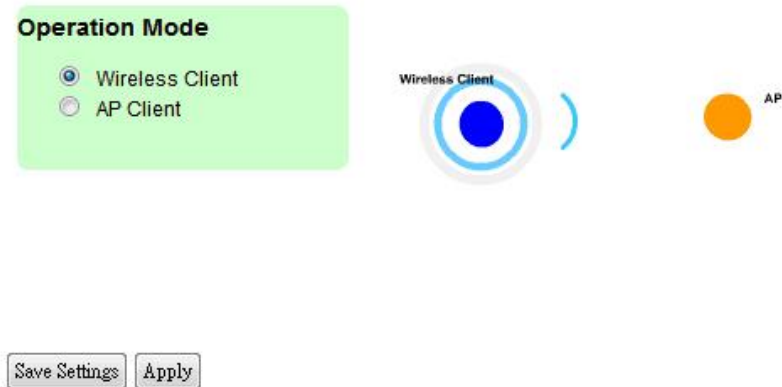 Operation Mode
Wireless Client
AP Client
Wireless Client
AP
Save Settings
Apply